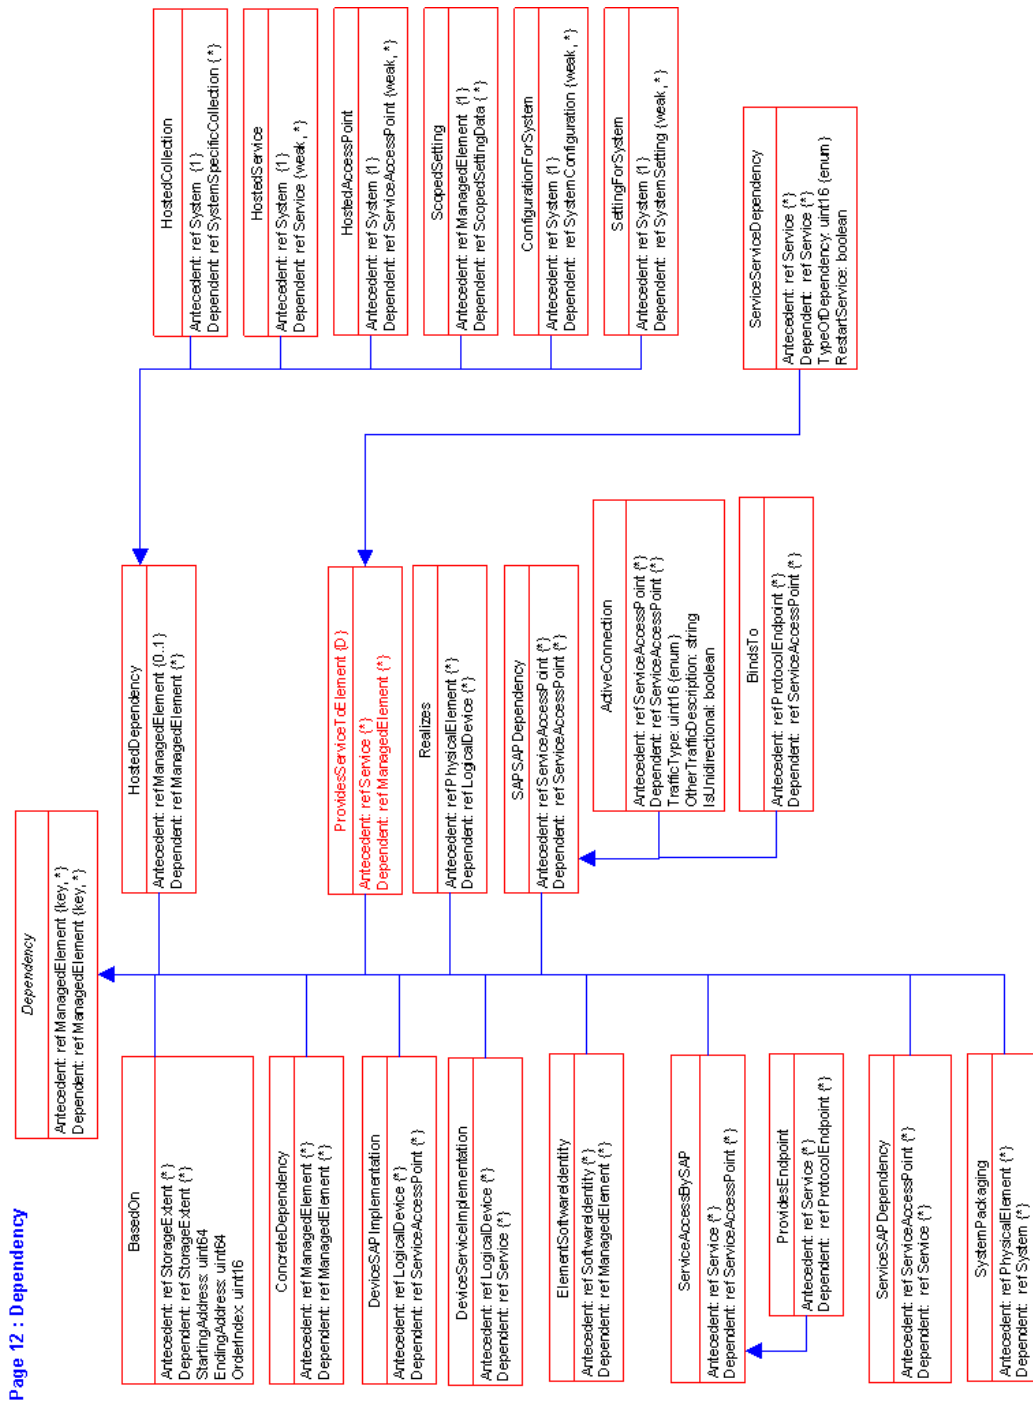 Page 12 : Dependency
Dependency
Antecedent: ref ManagedElement {key, *}
Dependent: ref ManagedElement {key, *}
BasedOn
Antecedent: ref StorageExtent {*}
Dependent: ref StorageExtent {*}
StartingAddress: uint64
EndingAddress: uint64
OrderIndex: uint16
ConcreteDependency
Antecedent: ref ManagedElement {*}
Dependent: ref ManagedElement {*}
DeviceSAPImplementation
Antecedent: ref LogicalDevice {*}
Dependent: ref ServiceAccessPoint {*}
DeviceServiceImplementation
Antecedent: ref LogicalDevice {*}
Dependent: ref Service {*}
ElementSoftwareIdentity
Antecedent: ref SoftwareIdentity {*}
Dependent: ref ManagedElement {*}
ServiceAccessBySAP
Antecedent: ref Service {*}
Dependent: ref ServiceAccessPoint {*}
ProvidesEndpoint
Antecedent: ref Service {*}
Dependent: ref ProtocolEndpoint {*}
ServiceSAPDependency
Antecedent: ref ServiceAccessPoint {*}
Dependent: ref Service {*}
SystemPackaging
Antecedent: ref PhysicalElement {*}
Dependent: ref System {*}
HostedDependency
Antecedent: ref ManagedElement {0..1}
Dependent: ref ManagedElement {*}
ProvidesServiceToElement {D}
Antecedent: ref Service {*}
Dependent: ref ManagedElement {*}
Realizes
Antecedent: ref PhysicalElement {*}
Dependent: ref LogicalDevice {*}
SAPSAPDependency
Antecedent: ref ServiceAccessPoint {*}
Dependent: ref ServiceAccessPoint {*}
ActiveConnection
Antecedent: ref ServiceAccessPoint {*}
Dependent: ref ServiceAccessPoint {*}
TrafficType: uint16 {enum}
OtherTrafficDescription: string
IsUnidirectional: boolean
BindsTo
Antecedent: ref ProtocolEndpoint {*}
Dependent: ref ServiceAccessPoint {*}
HostedCollection
Antecedent: ref System {1}
Dependent: ref SystemSpecificCollection {*}
HostedService
Antecedent: ref System {1}
Dependent: ref Service {weak, *}
HostedAccessPoint
Antecedent: ref System {1}
Dependent: ref ServiceAccessPoint {weak, *}
ScopedSetting
Antecedent: ref ManagedElement {1}
Dependent: ref ScopedSettingData {*}
ConfigurationForSystem
Antecedent: ref System {1}
Dependent: ref SystemConfiguration {weak, *}
SettingForSystem
Antecedent: ref System {1}
Dependent: ref SystemSetting {weak, *}
ServiceServiceDependency
Antecedent: ref Service {*}
Dependent: ref Service {*}
TypeOfDependency: uint16 {enum}
RestartService: boolean